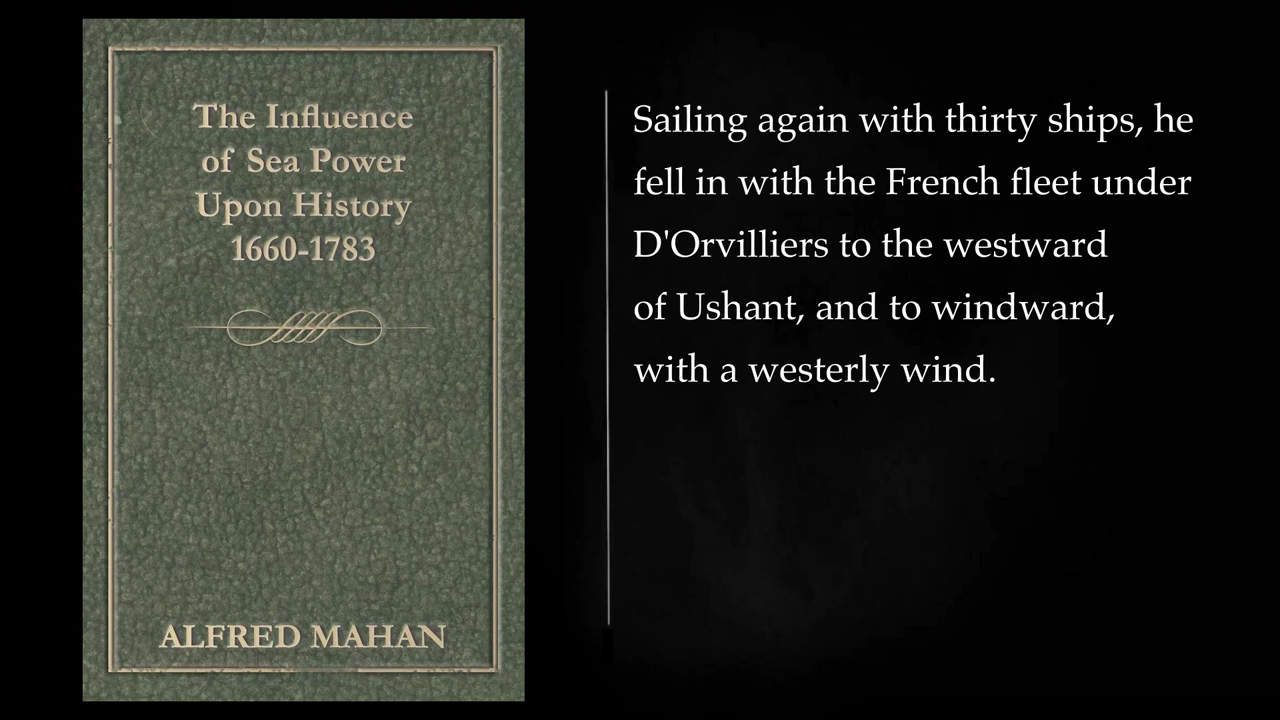 The Influence
of Sea Power
Upon History
1660-1783
ALFRED MAHAN
Sailing again with thirty ships, he
fell in with the French fleet under
D'Orvilliers to the westward
of Ushant, and to windward,
with a westerly wind.